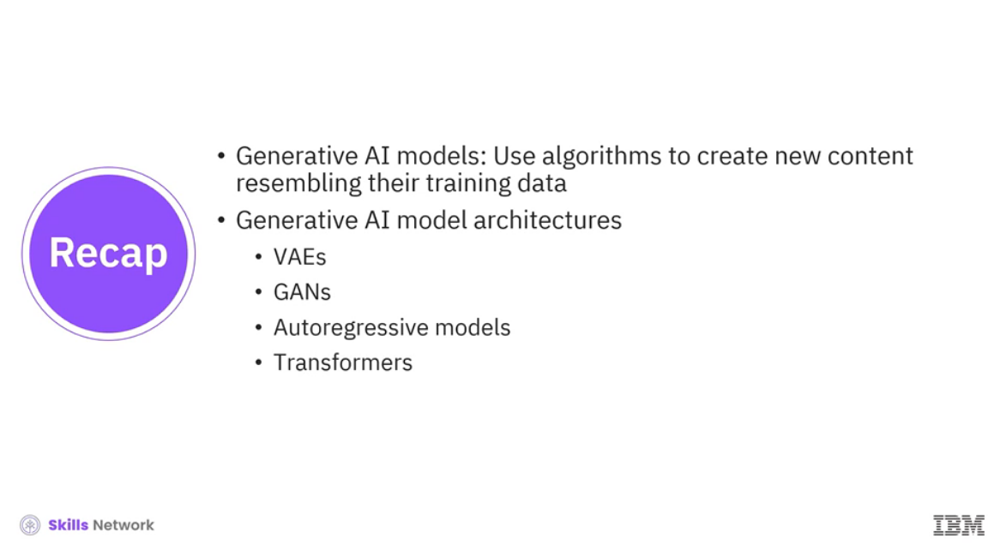 Recap
• Generative AI models: Use algorithms to create new content
resembling their training data
• Generative AI model architectures
• VAEs
• GANs
• Autoregressive models
• Transformers
Skills Network
IBM